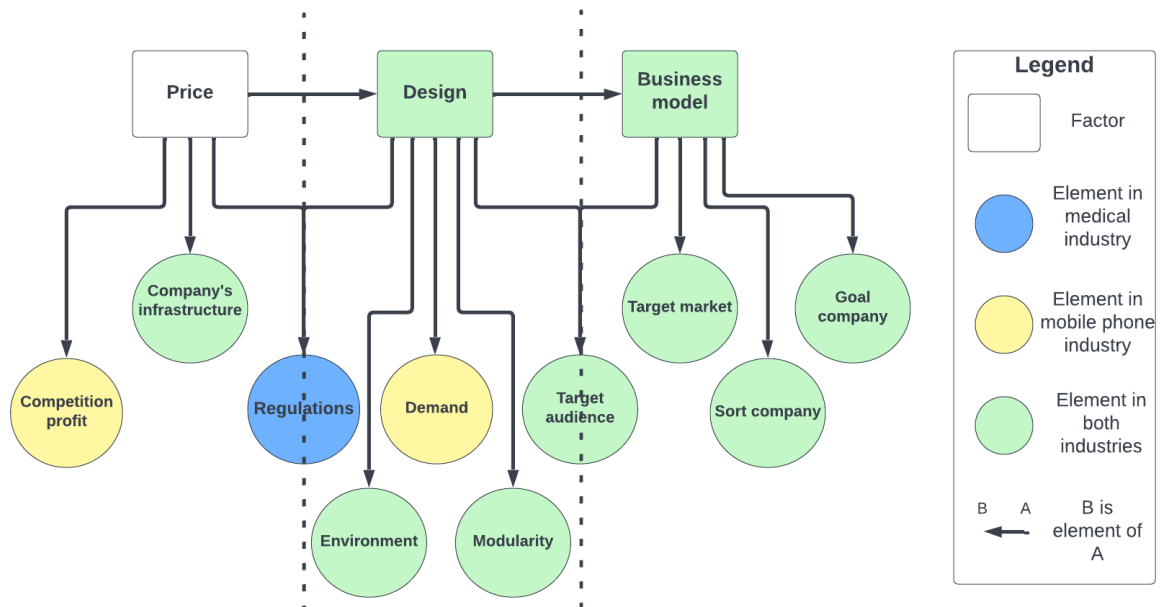 Price
Design
Business
model
Company's
infrastructure
Target market
Goal
company
Competition
profit
Regulations
Demand
Target
audience
Sort company
Environment
Modularity
Legend
Factor
Element in
medical
industry
Element in
mobile phone
industry
Element in
both
industries
B A
B is
element of
A